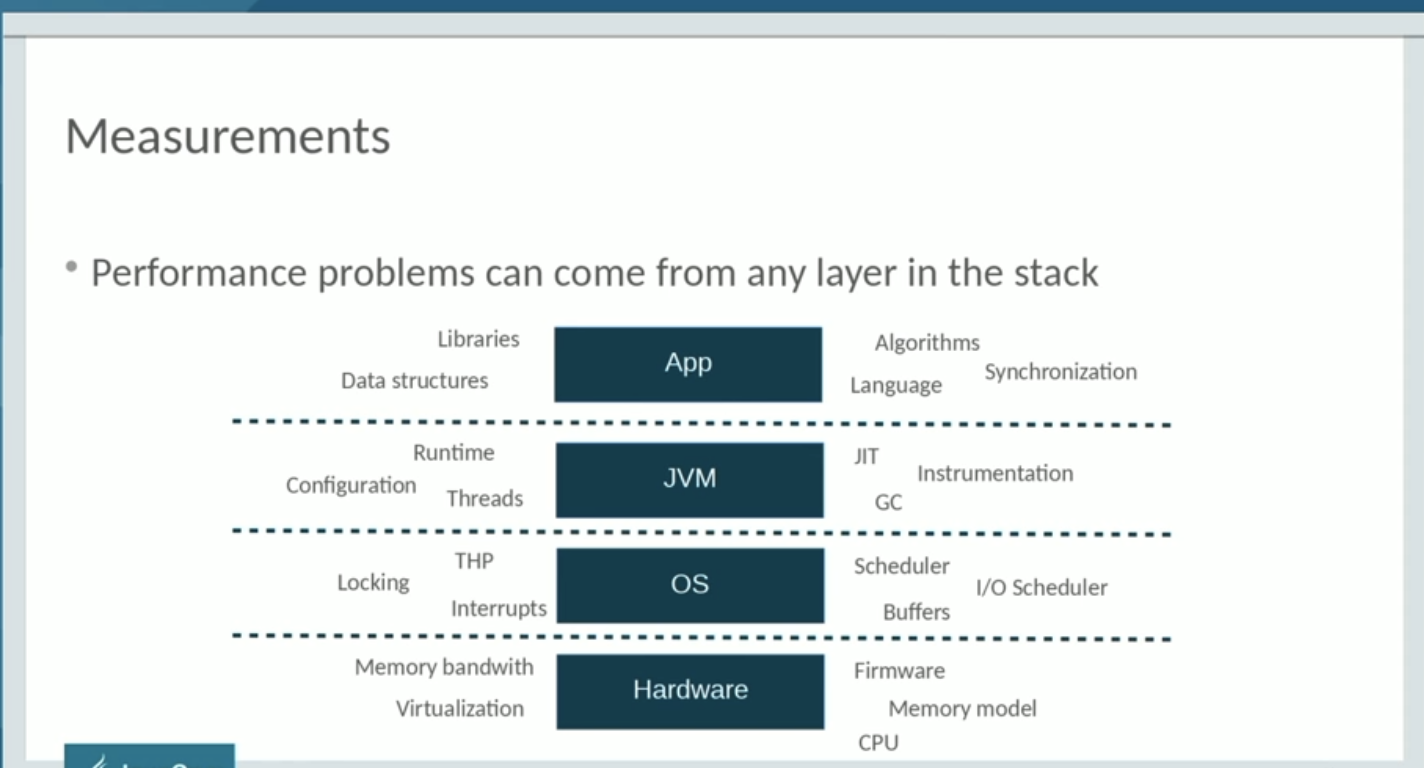 Measurements
• Performance problems can come from any layer in the stack
Libraries
Data structures
App
Algorithms
Language
Synchronization
Runtime
Configuration
Threads
JVM
JIT
Instrumentation
GC
THP
Locking
Interrupts
OS
Scheduler
I/O Scheduler
Buffers
Memory bandwith
Virtualization
Hardware
Firmware
Memory model
CPU